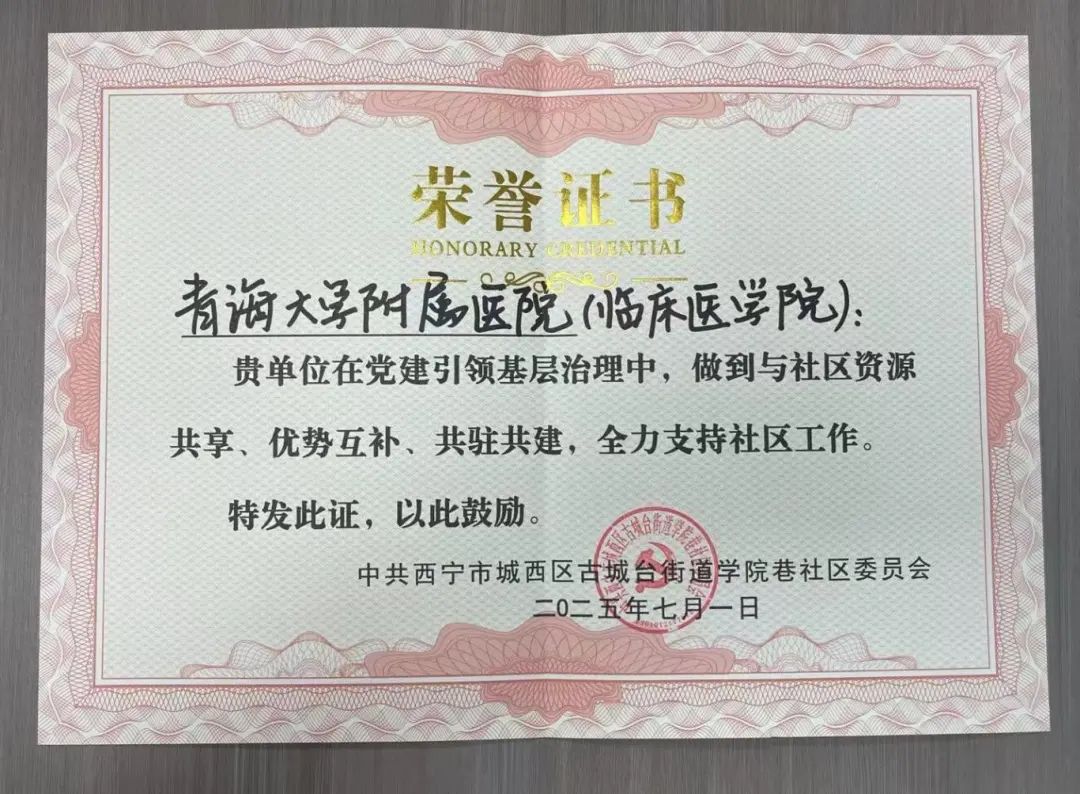 荣誉证书
HONORARY CREDENTIAL
青海大学附属医院(临床医学院):
贵单位在党建引领基层治理中，做到与社区资源
共享、优势互补、共驻共建，全力支持社区工作。
特发此证，以此鼓励。
中共西宁市城西区古城台街道学院巷社区委员会
二0二五年七月一日